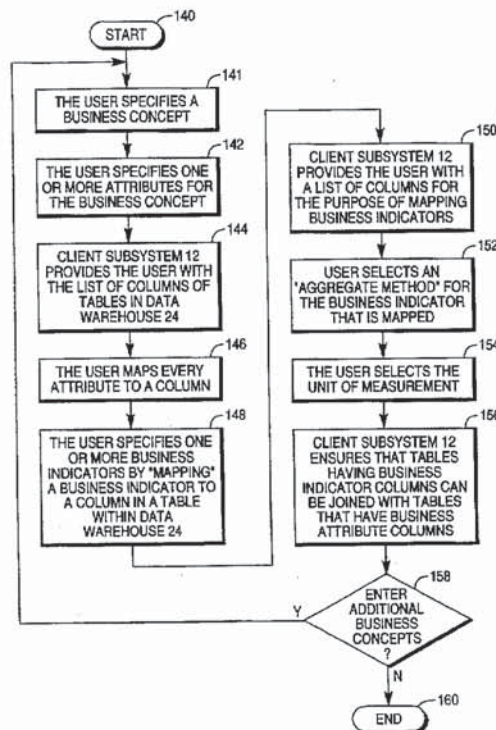 140
START
141
THE USER SPECIFIES A
BUSINESS CONCEPT
142
THE USER SPECIFIES ONE
OR MORE ATTRIBUTES FOR
THE BUSINESS CONCEPT
144
CLIENT SUBSYSTEM 12
PROVIDES THE USER WITH
THE LIST OF COLUMNS OF
TABLES IN DATA
WAREHOUSE 24
146
THE USER MAPS EVERY
ATTRIBUTE TO A COLUMN
148
THE USER SPECIFIES ONE
OR MORE BUSINESS
INDICATORS BY "MAPPING"
A BUSINESS INDICATOR TO
A COLUMN IN A TABLE
WITHIN DATA
WAREHOUSE 24
150
CLIENT SUBSYSTEM 12
PROVIDES THE USER WITH
A LIST OF COLUMNS FOR
THE PURPOSE OF MAPPING
BUSINESS INDICATORS
152
USER SELECTS AN
"AGGREGATE METHOD" FOR
THE BUSINESS INDICATOR
THAT IS MAPPED
154
THE USER SELECTS THE
UNIT OF MEASUREMENT
156
CLIENT SUBSYSTEM 12
ENSURES THAT TABLES
HAVING BUSINESS
INDICATOR COLUMNS CAN
BE JOINED WITH TABLES
THAT HAVE BUSINESS
ATTRIBUTE COLUMNS
158
ENTER
ADDITIONAL
BUSINESS
CONCEPTS
?
Y
N
160
END